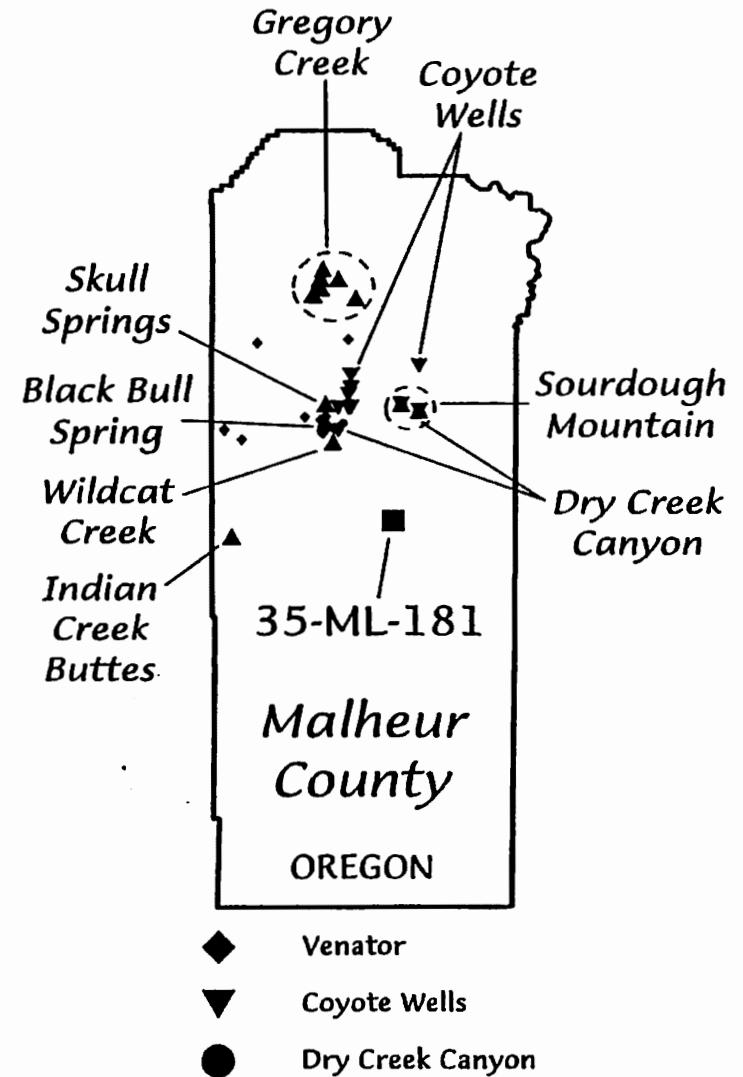 Gregory
Creek
Coyote
Wells
Skull
Springs
Black Bull
Spring
Sourdough
Mountain
Wildcat
Creek
Dry Creek
Canyon
Indian
Creek
Buttes
35-ML-181
Malheur
County
OREGON
Venator
Coyote Wells
Dry Creek Canyon